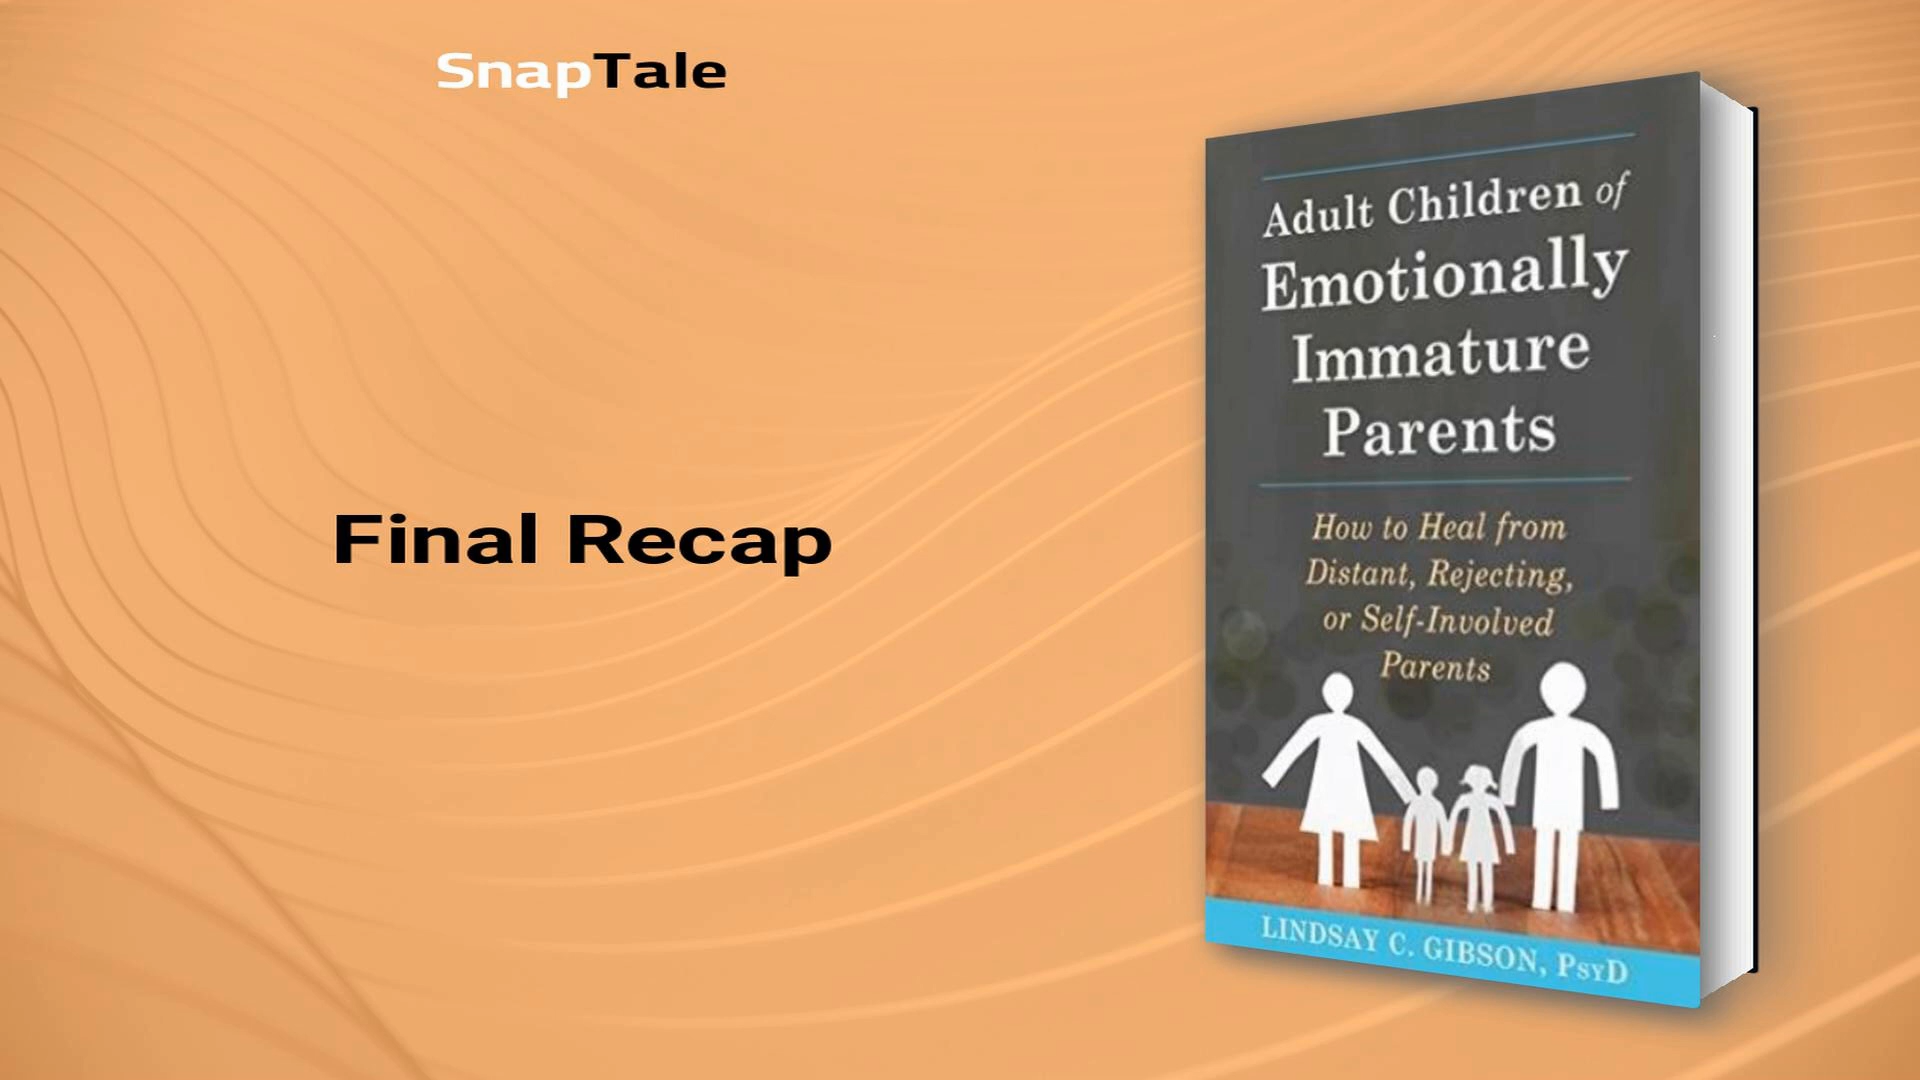 SnapTale
Final Recap
Adult Children of
Emotionally
Immature
Parents
How to Heal from
Distant, Rejecting,
or Self-Involved
Parents
LINDSAY C. GIBSON, PSYD